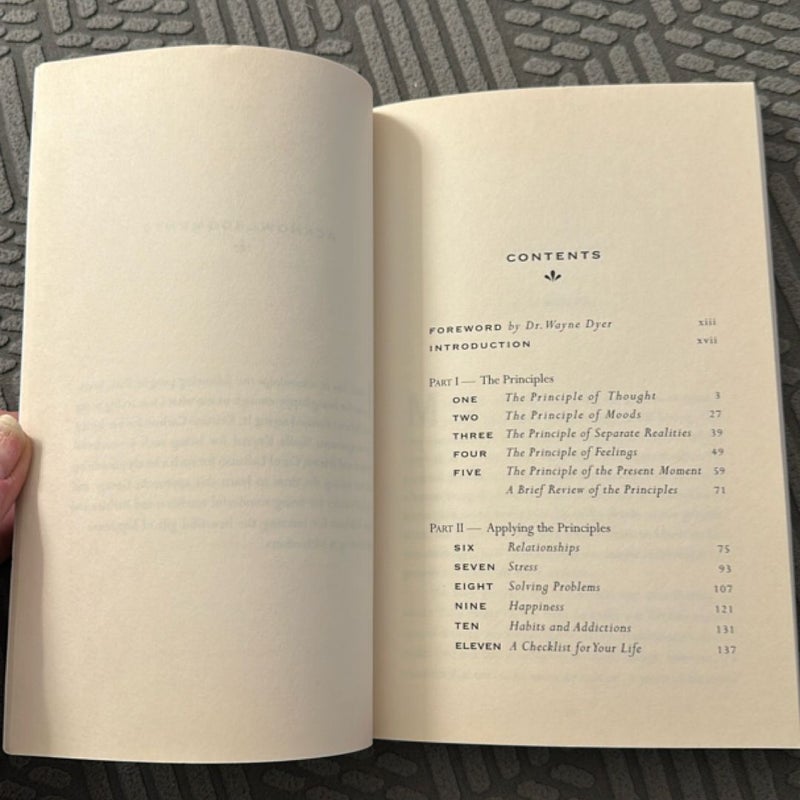 CONTENTS
FOREWORD by Dr. Wayne Dyer xiii
INTRODUCTION xvii
PART I — The Principles
ONE The Principle of Thought 3
TWO The Principle of Moods 27
THREE The Principle of Separate Realities 39
FOUR The Principle of Feelings 49
FIVE The Principle of the Present Moment 59
A Brief Review of the Principles 71
PART II — Applying the Principles
SIX Relationships 75
SEVEN Stress 93
EIGHT Solving Problems 107
NINE Happiness 121
TEN Habits and Addictions 131
ELEVEN A Checklist for Your Life 137